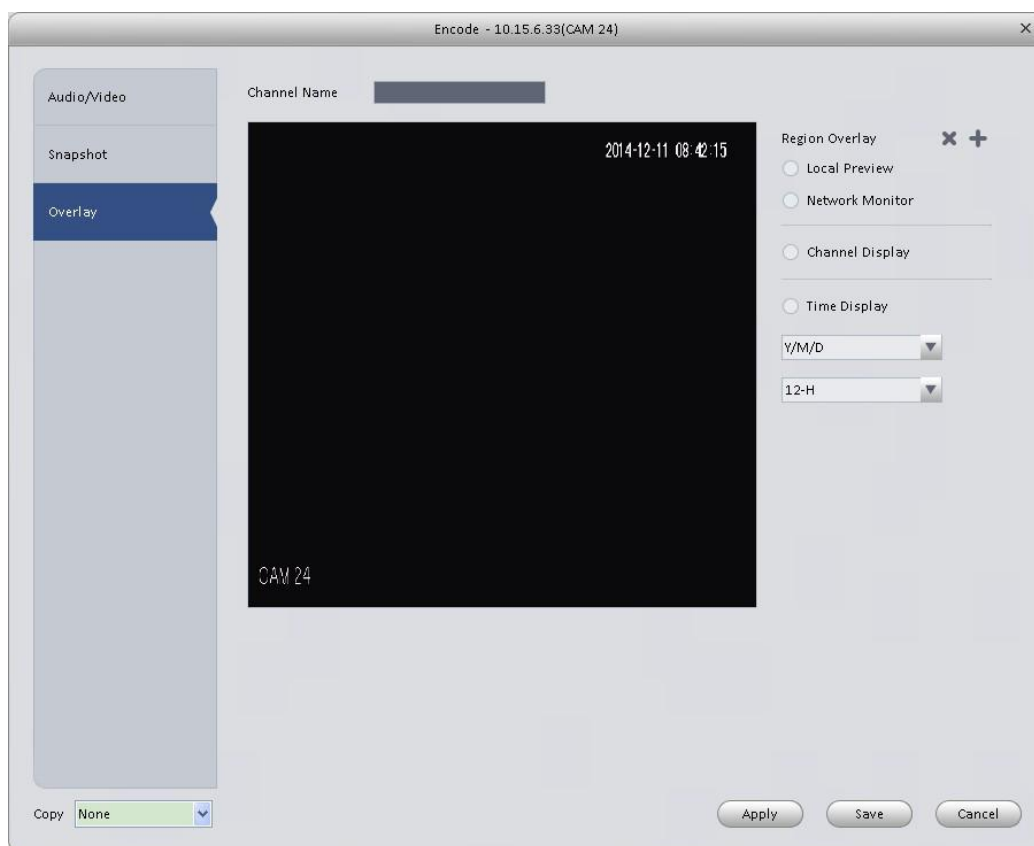 Encode - 10.15.6.33(CAM 24)
Audio/Video
Snapshot
Overlay
Channel Name
2014-12-11 08:42:15
CAM 24
Region Overlay
Local Preview
Network Monitor
Channel Display
Time Display
Y/M/D
12-H
Copy None
Apply Save Cancel